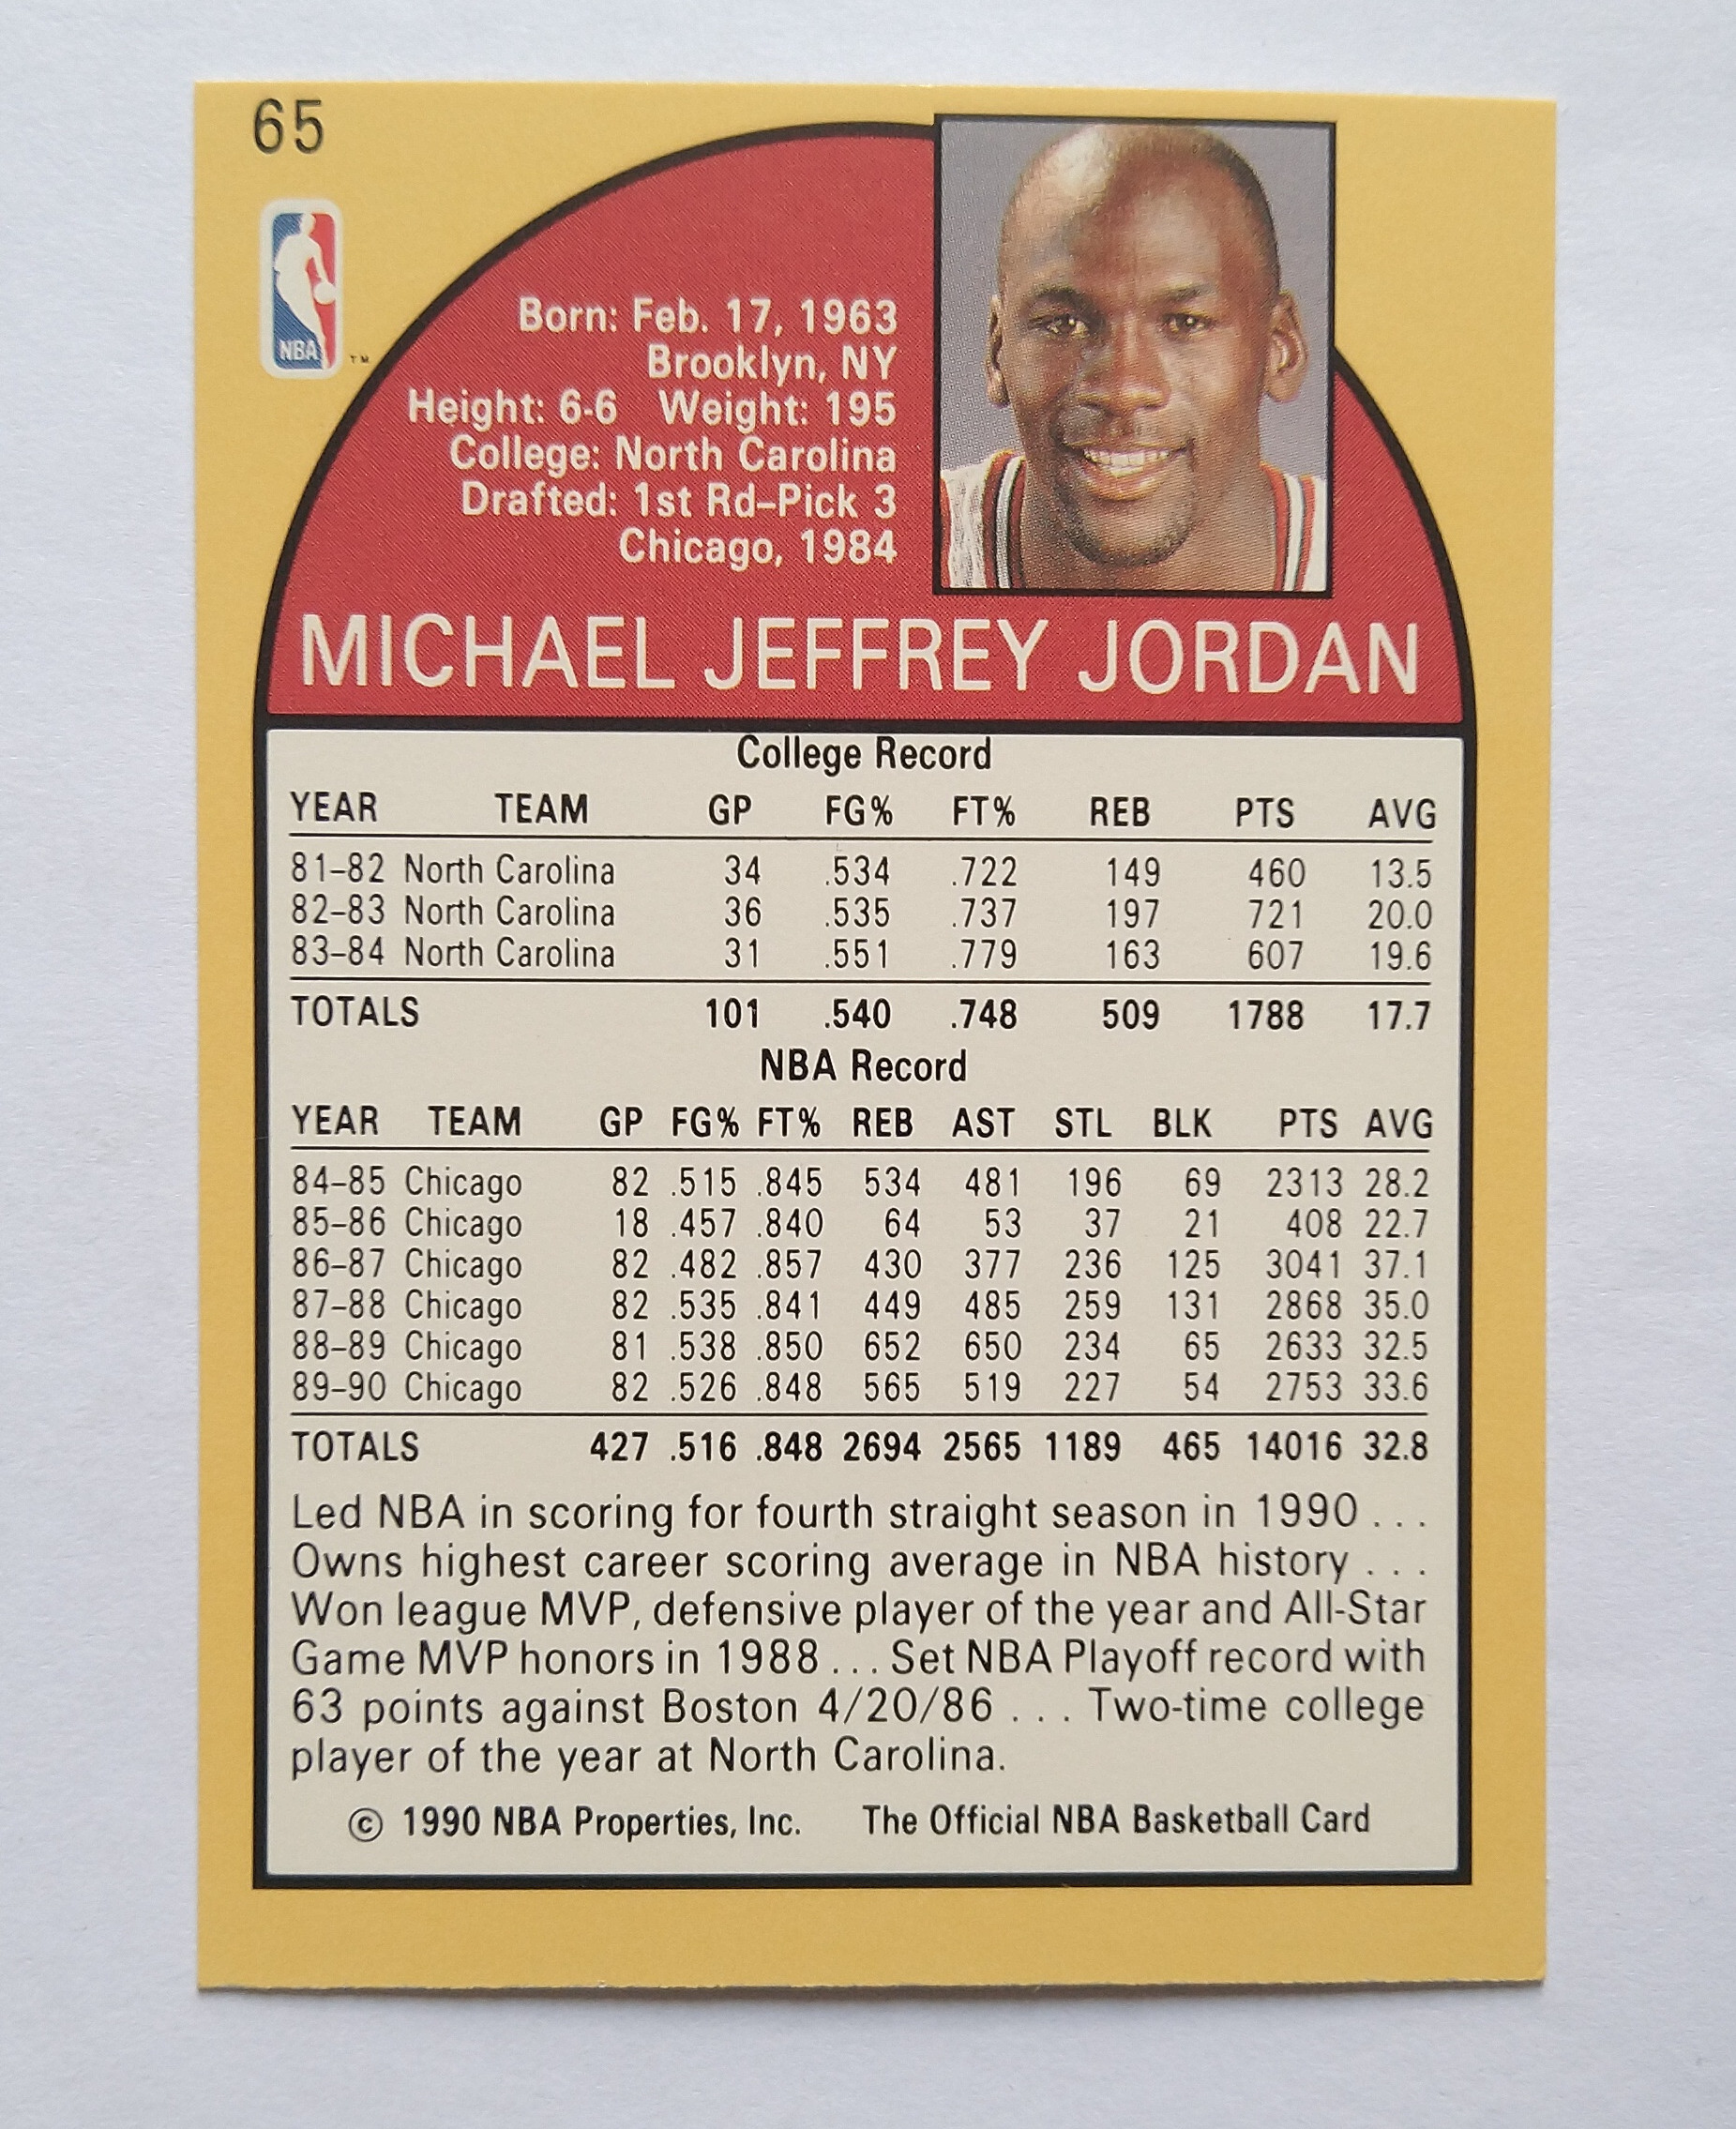 65
NBA
TM
Born: Feb. 17, 1963
Brooklyn, NY
Height: 6-6 Weight: 195
College: North Carolina
Drafted: 1st Rd–Pick 3
Chicago, 1984
MICHAEL JEFFREY JORDAN
College Record
YEAR TEAM GP FG% FT% REB PTS AVG
81–82 North Carolina 34 .534 .722 149 460 13.5
82–83 North Carolina 36 .535 .737 197 721 20.0
83–84 North Carolina 31 .551 .779 163 607 19.6
TOTALS 101 .540 .748 509 1788 17.7
NBA Record
YEAR TEAM GP FG% FT% REB AST STL BLK PTS AVG
84–85 Chicago 82 .515 .845 534 481 196 69 2313 28.2
85–86 Chicago 18 .457 .840 64 53 37 21 408 22.7
86–87 Chicago 82 .482 .857 430 377 236 125 3041 37.1
87–88 Chicago 82 .535 .841 449 485 259 131 2868 35.0
88–89 Chicago 81 .538 .850 652 650 234 65 2633 32.5
89–90 Chicago 82 .526 .848 565 519 227 54 2753 33.6
TOTALS 427 .516 .848 2694 2565 1189 465 14016 32.8
Led NBA in scoring for fourth straight season in 1990 . . .
Owns highest career scoring average in NBA history . . .
Won league MVP, defensive player of the year and All-Star
Game MVP honors in 1988 . . . Set NBA Playoff record with
63 points against Boston 4/20/86 . . . Two-time college
player of the year at North Carolina.
© 1990 NBA Properties, Inc. The Official NBA Basketball Card